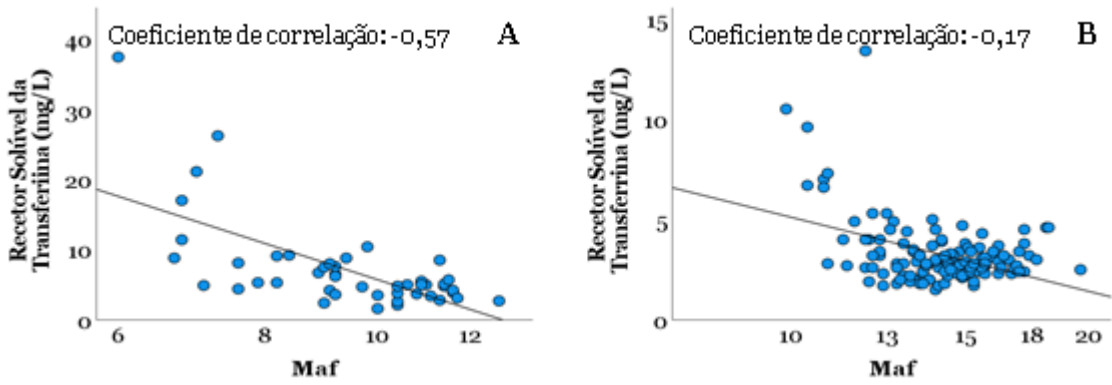 Coeficiente de correlação: -0,57
A
Recetor Solúvel da
Transferiina (mg/L)
40
30
20
10
0
6
8
10
12
Maf
Coeficiente de correlação: -0,17
B
Recetor Solúvel da
Transferrina (mg/L)
15
10
5
0
10
13
15
18
20
Maf